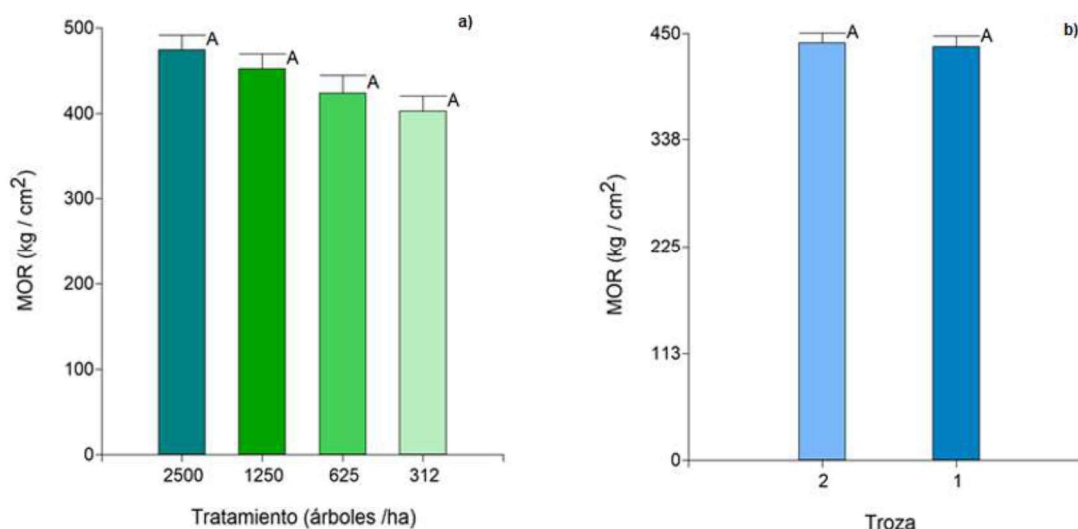 a)
500
400
300
200
100
0
MOR (kg / cm²)
A
A
A
A
2500 1250 625 312
Tratamiento (árboles /ha)
b)
450
338
225
113
0
MOR (kg / cm²)
A
A
2 1
Troza